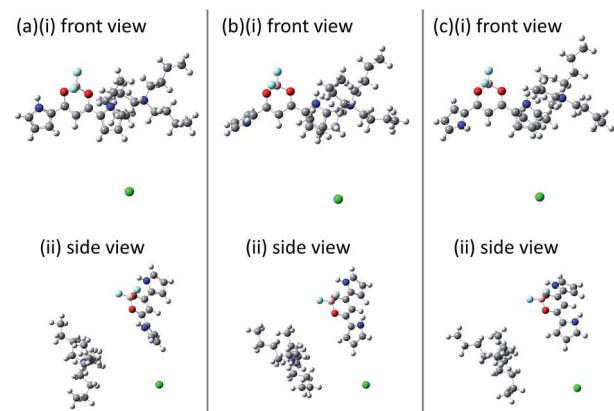 (a)(i) front view
(b)(i) front view
(c)(i) front view
(ii) side view
(ii) side view
(ii) side view